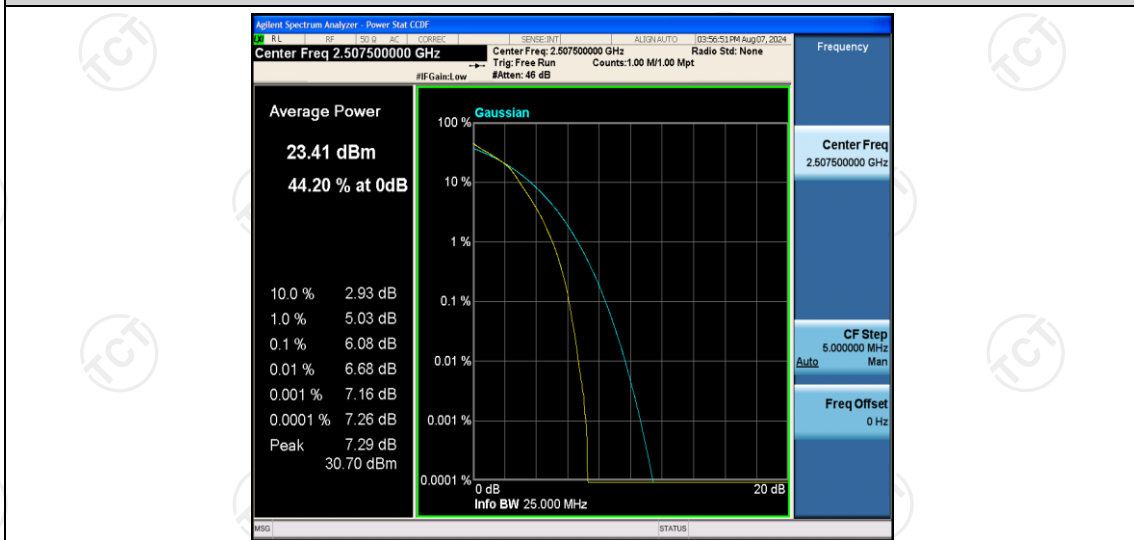 Agilent Spectrum Analyzer - Power Stat CCDF
RL RF 50 Ω AC CORREC SENSE:INT ALIGN AUTO 03:56:51 PM Aug 07, 2024
Center Freq 2.507500000 GHz
Center Freq: 2.507500000 GHz Radio Std: None
Trig: Free Run Counts:1.00 M/1.00 Mpt
#IFGain:Low #Atten: 46 dB
Frequency
Average Power
23.41 dBm
44.20 % at 0dB
10.0 % 2.93 dB
1.0 % 5.03 dB
0.1 % 6.08 dB
0.01 % 6.68 dB
0.001 % 7.16 dB
0.0001 % 7.26 dB
Peak 7.29 dB
30.70 dBm
Gaussian
100 %
10 %
1 %
0.1 %
0.01 %
0.001 %
0.0001 %
0 dB 20 dB
Info BW 25.000 MHz
Center Freq
2.507500000 GHz
CF Step
5.000000 MHz
Auto Man
Freq Offset
0 Hz
MSG STATUS
TCT
TCT
TCT
TCT